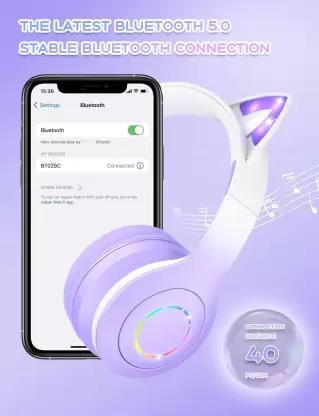 THE LATEST BLUETOOTH 5.0
STABLE BLUETOOTH CONNECTION
15:36
Settings
Bluetooth
Bluetooth
Now discoverable as "
iPhone".
MY DEVICES
BT029C
Connected
OTHER DEVICES
To pair an Apple Watch with your iPhone, go to the
Apple Watch app.
CONNECTION
DISTANCE
40